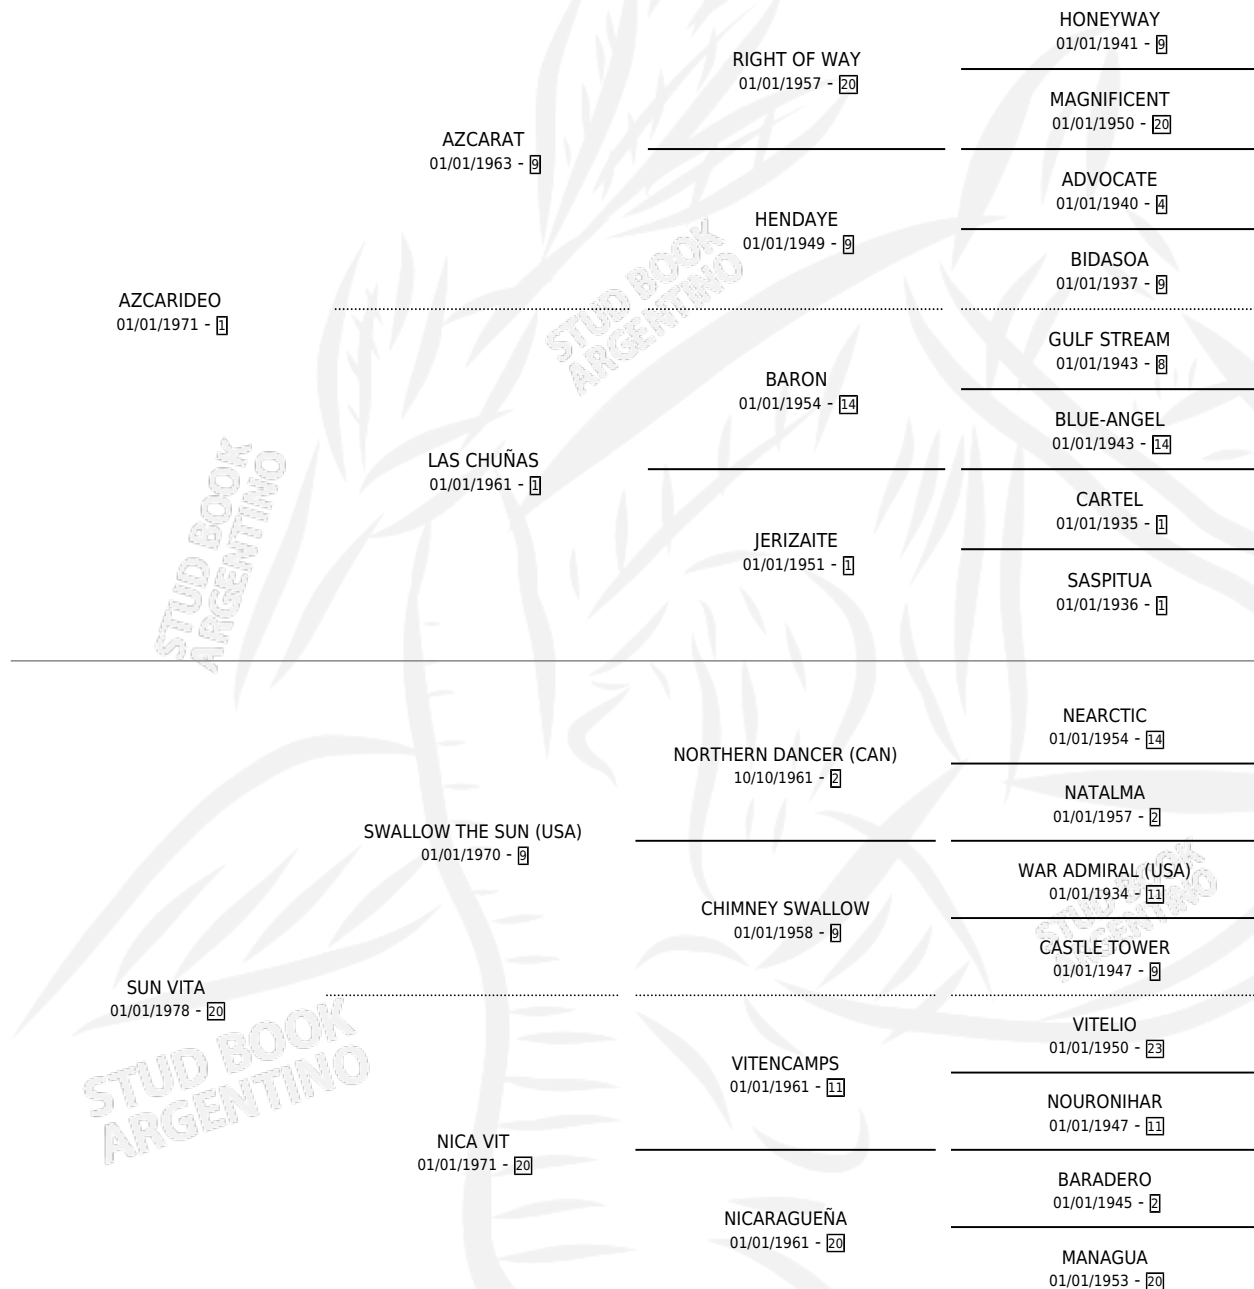 HONEYWAY
01/01/1941 - 9
RIGHT OF WAY
01/01/1957 - 20
MAGNIFICENT
01/01/1950 - 20
AZCARAT
01/01/1963 - 9
ADVOCATE
01/01/1940 - 4
HENDAYE
01/01/1949 - 9
BIDASOA
01/01/1937 - 9
AZCARIDEO
01/01/1971 - 1
GULF STREAM
01/01/1943 - 8
BARON
01/01/1954 - 14
BLUE-ANGEL
01/01/1943 - 14
LAS CHUÑAS
01/01/1961 - 1
CARTEL
01/01/1935 - 1
JERIZAITE
01/01/1951 - 1
SASPITUA
01/01/1936 - 1
NEARCTIC
01/01/1954 - 14
NORTHERN DANCER (CAN)
10/10/1961 - 2
NATALMA
01/01/1957 - 2
SWALLOW THE SUN (USA)
01/01/1970 - 9
WAR ADMIRAL (USA)
01/01/1934 - 11
CHIMNEY SWALLOW
01/01/1958 - 9
CASTLE TOWER
01/01/1947 - 9
SUN VITA
01/01/1978 - 20
VITELIO
01/01/1950 - 23
VITENCAMPS
01/01/1961 - 11
NOURONIHAR
01/01/1947 - 11
NICA VIT
01/01/1971 - 20
BARADERO
01/01/1945 - 2
NICARAGUEÑA
01/01/1961 - 20
MANAGUA
01/01/1953 - 20
STUD BOOK
ARGENTINO
STUD BOOK
ARGENTINO
STUD BOOK
ARGENTINO
STUD BOOK
ARGENTINO